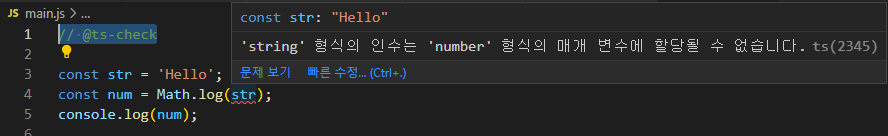 JS main.js > ...
1 // @ts-check
2
3 const str = 'Hello';
4 const num = Math.log(str);
5 console.log(num);
6
const str: "Hello"
'string' 형식의 인수는 'number' 형식의 매개 변수에 할당될 수 없습니다. ts(2345)
문제 보기 빠른 수정... (Ctrl+.)